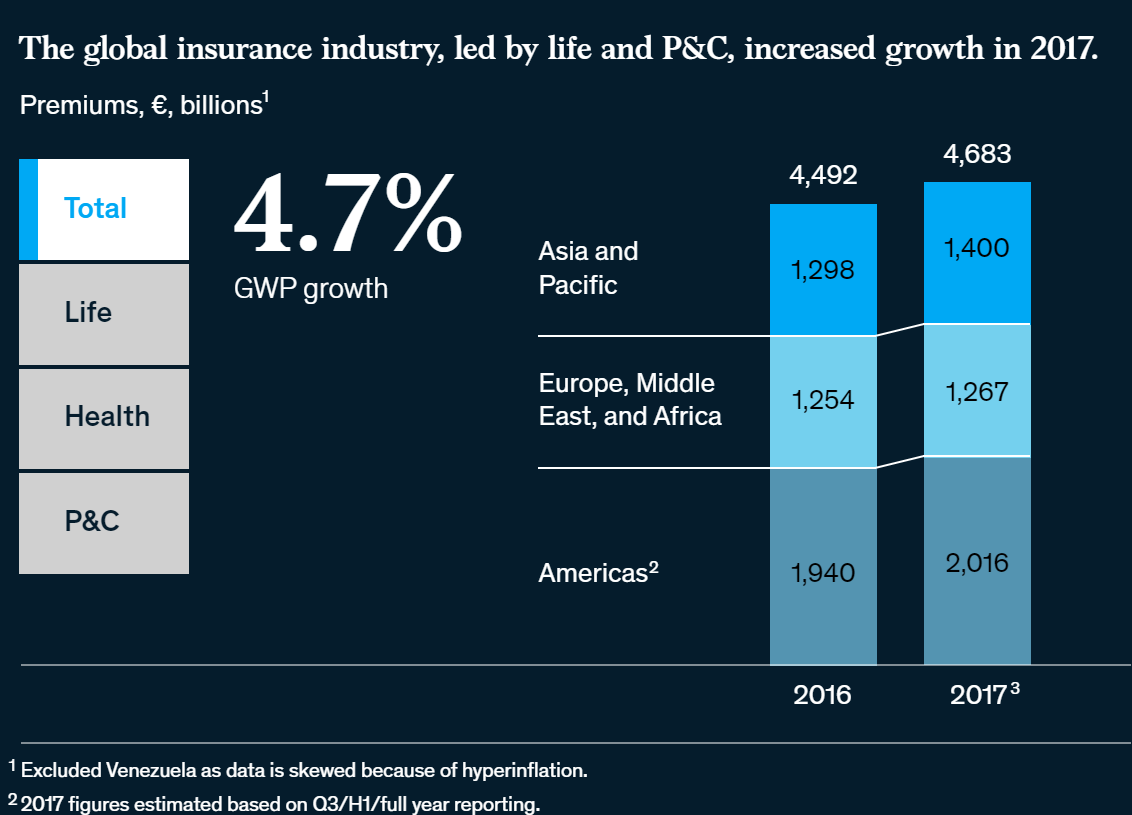 The global insurance industry, led by life and P&C, increased growth in 2017.
Premiums, €, billions¹
Total
Life
Health
P&C
4.7%
GWP growth
4,492
4,683
Asia and
Pacific
1,298
1,400
Europe, Middle
East, and Africa
1,254
1,267
Americas²
1,940
2,016
2016
2017³
¹ Excluded Venezuela as data is skewed because of hyperinflation.
² 2017 figures estimated based on Q3/H1/full year reporting.